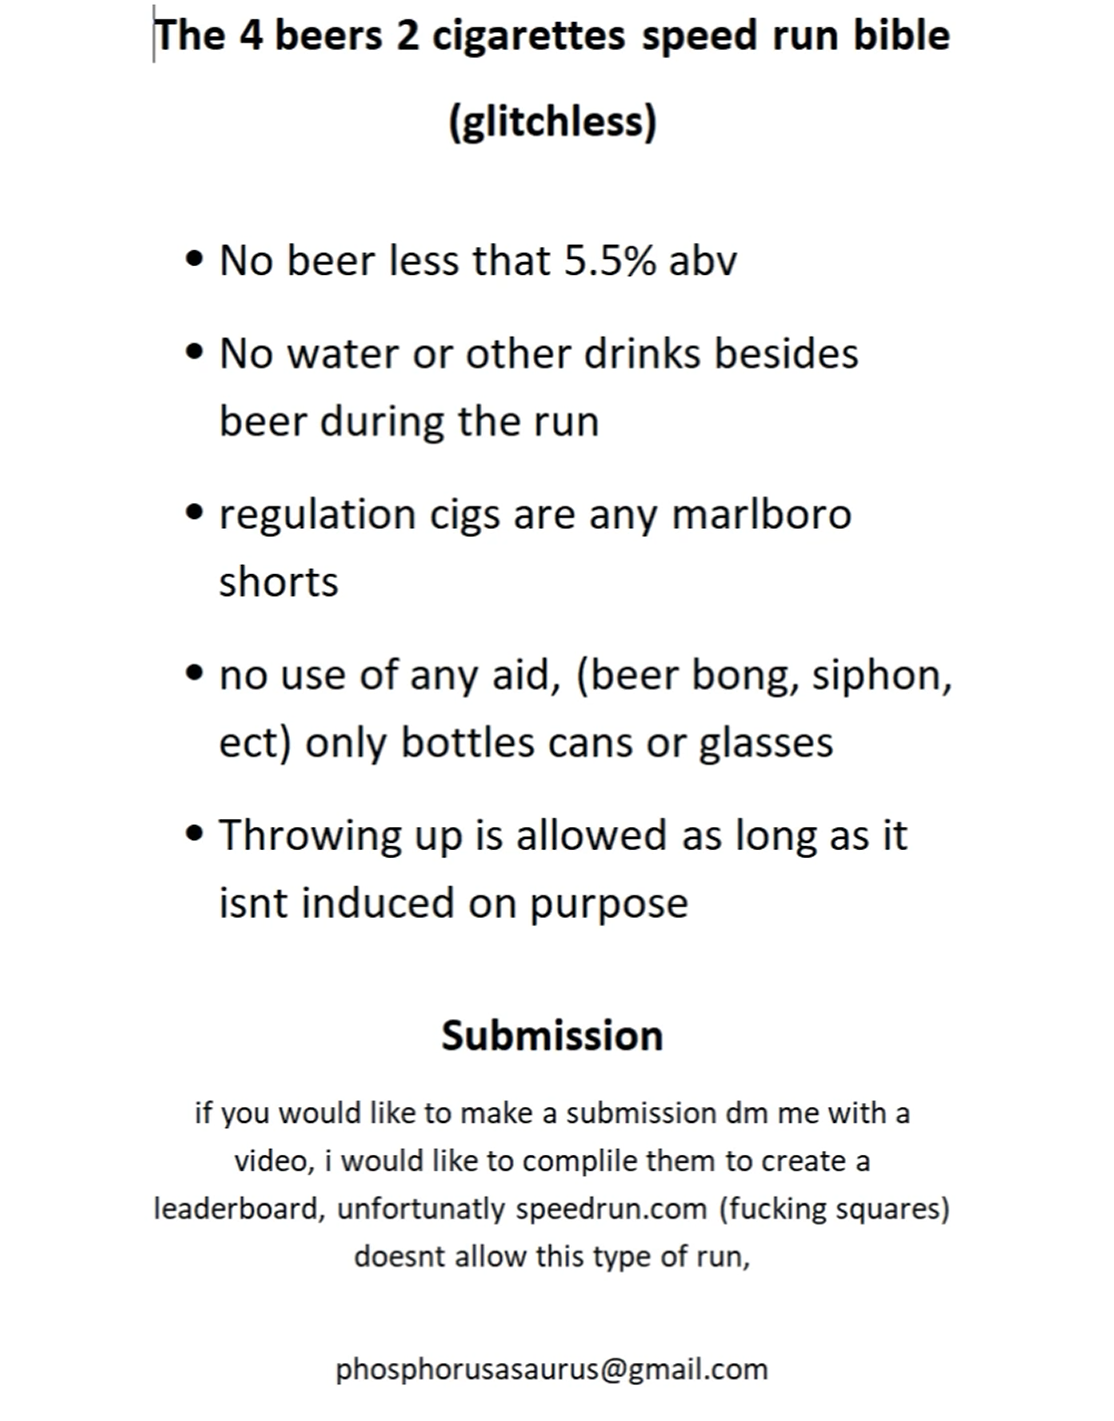 The 4 beers 2 cigarettes speed run bible
(glitchless)
• No beer less that 5.5% abv
• No water or other drinks besides
beer during the run
• regulation cigs are any marlboro
shorts
• no use of any aid, (beer bong, siphon,
ect) only bottles cans or glasses
• Throwing up is allowed as long as it
isnt induced on purpose
Submission
if you would like to make a submission dm me with a
video, i would like to complile them to create a
leaderboard, unfortunatly speedrun.com (fucking squares)
doesnt allow this type of run,
phosphorusasaurus@gmail.com